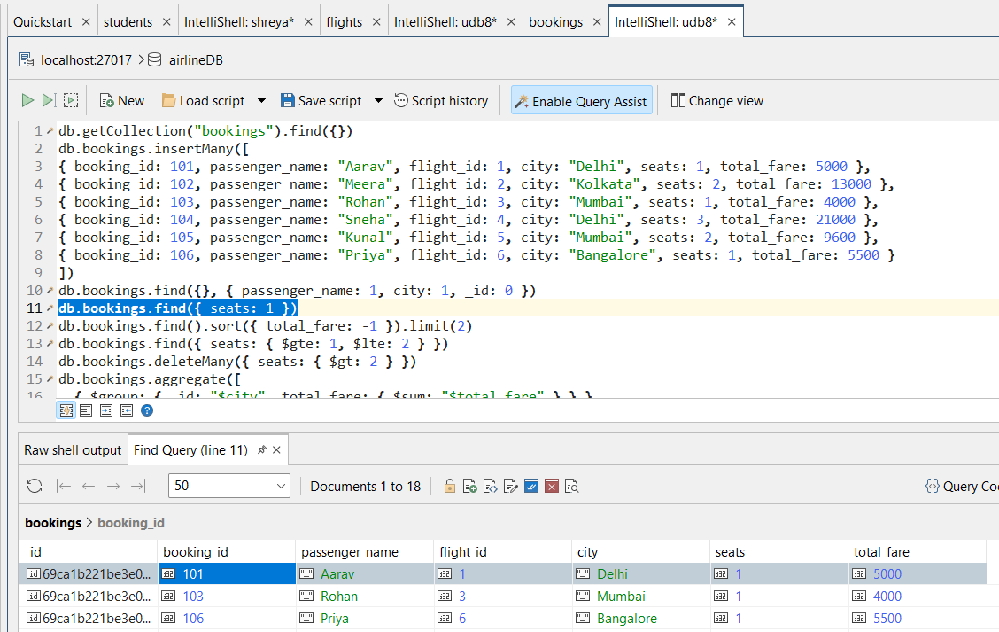 Quickstart × students × IntelliShell: shreya* × flights × IntelliShell: udb8* × bookings × IntelliShell: udb8* ×
localhost:27017 > airlineDB
New Load script Save script Script history Enable Query Assist Change view
1 db.getCollection("bookings").find({})
2 db.bookings.insertMany([
3 { booking_id: 101, passenger_name: "Aarav", flight_id: 1, city: "Delhi", seats: 1, total_fare: 5000 },
4 { booking_id: 102, passenger_name: "Meera", flight_id: 2, city: "Kolkata", seats: 2, total_fare: 13000 },
5 { booking_id: 103, passenger_name: "Rohan", flight_id: 3, city: "Mumbai", seats: 1, total_fare: 4000 },
6 { booking_id: 104, passenger_name: "Sneha", flight_id: 4, city: "Delhi", seats: 3, total_fare: 21000 },
7 { booking_id: 105, passenger_name: "Kunal", flight_id: 5, city: "Mumbai", seats: 2, total_fare: 9600 },
8 { booking_id: 106, passenger_name: "Priya", flight_id: 6, city: "Bangalore", seats: 1, total_fare: 5500 }
9 ])
10 db.bookings.find({}, { passenger_name: 1, city: 1, _id: 0 })
11 db.bookings.find({ seats: 1 })
12 db.bookings.find().sort({ total_fare: -1 }).limit(2)
13 db.bookings.find({ seats: { $gte: 1, $lte: 2 } })
14 db.bookings.deleteMany({ seats: { $gt: 2 } })
15 db.bookings.aggregate([
16 { $group: { _id: "$city", total_fare: { $sum: "$total_fare" } } }
Raw shell output Find Query (line 11) ×
50 Documents 1 to 18 {} Query Co
bookings > booking_id
_id booking_id passenger_name flight_id city seats total_fare
69ca1b221be3e0... 101 Aarav 1 Delhi 1 5000
69ca1b221be3e0... 103 Rohan 3 Mumbai 1 4000
69ca1b221be3e0... 106 Priya 6 Bangalore 1 5500